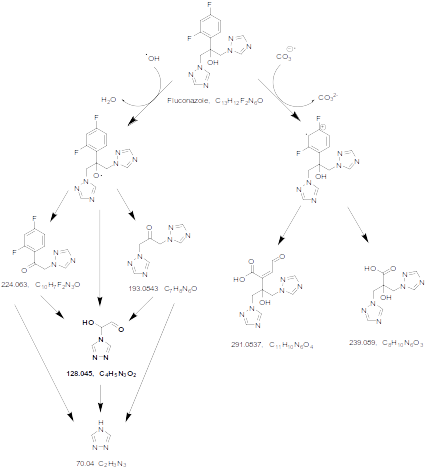 ·OH
CO₃·⁻
H₂O
CO₃²⁻
Fluconazole, C₁₃H₁₂F₂N₆O
224.063, C₁₀H₇F₂N₃O
193.0843 C₇H₈N₆O
128.045, C₄H₅N₃O₂
291.0837, C₁₁H₁₀N₆O₄
239.089, C₈H₁₀N₆O₃
70.04 C₂H₃N₃